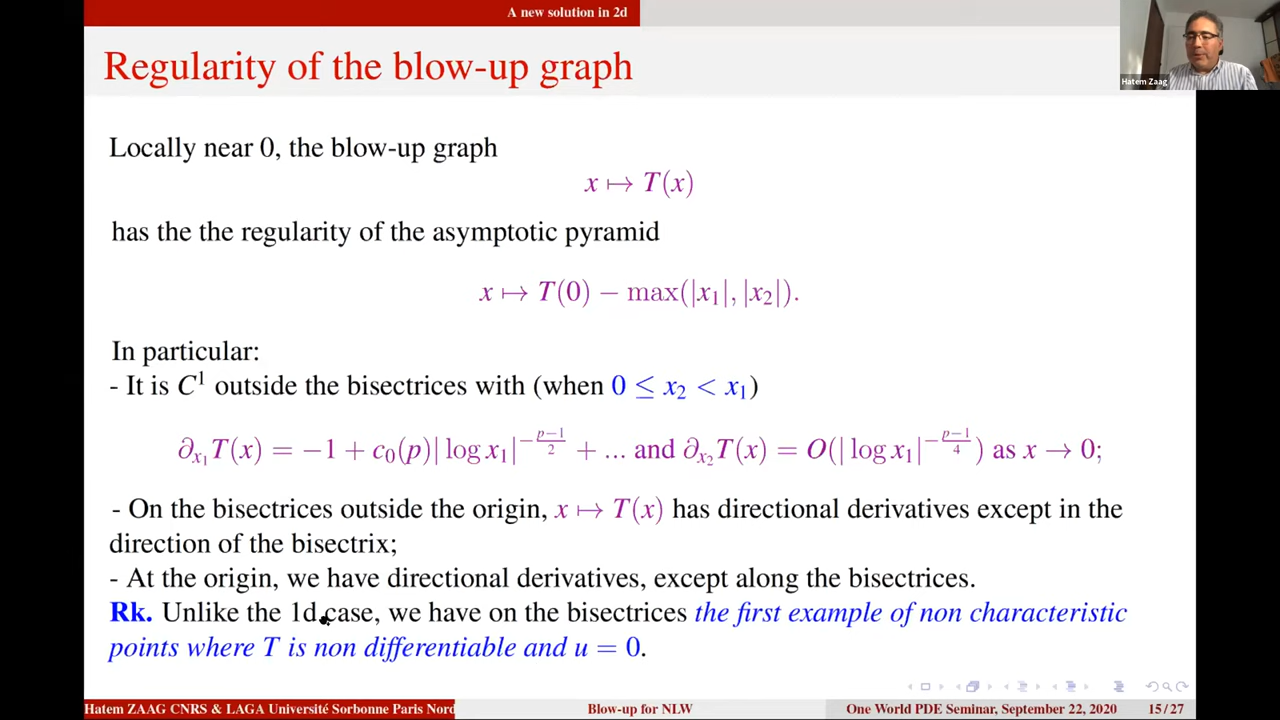 A new solution in 2d
Regularity of the blow-up graph
Hatem Zaag
Locally near 0, the blow-up graph
x ↦ T(x)
has the the regularity of the asymptotic pyramid
x ↦ T(0) − max(|x₁|, |x₂|).
In particular:
- It is C¹ outside the bisectrices with (when 0 ≤ x₂ < x₁)
∂ₓ₁T(x) = −1 + c₀(p)| log x₁|^{−\frac{p−1}{2}} + ... and ∂ₓ₂T(x) = O(| log x₁|^{−\frac{p−1}{4}}) as x → 0;
- On the bisectrices outside the origin, x ↦ T(x) has directional derivatives except in the
direction of the bisectrix;
- At the origin, we have directional derivatives, except along the bisectrices.
Rk. Unlike the 1d case, we have on the bisectrices the first example of non characteristic
points where T is non differentiable and u = 0.
Hatem ZAAG CNRS & LAGA Université Sorbonne Paris Nord
Blow-up for NLW
One World PDE Seminar, September 22, 2020
15 / 27